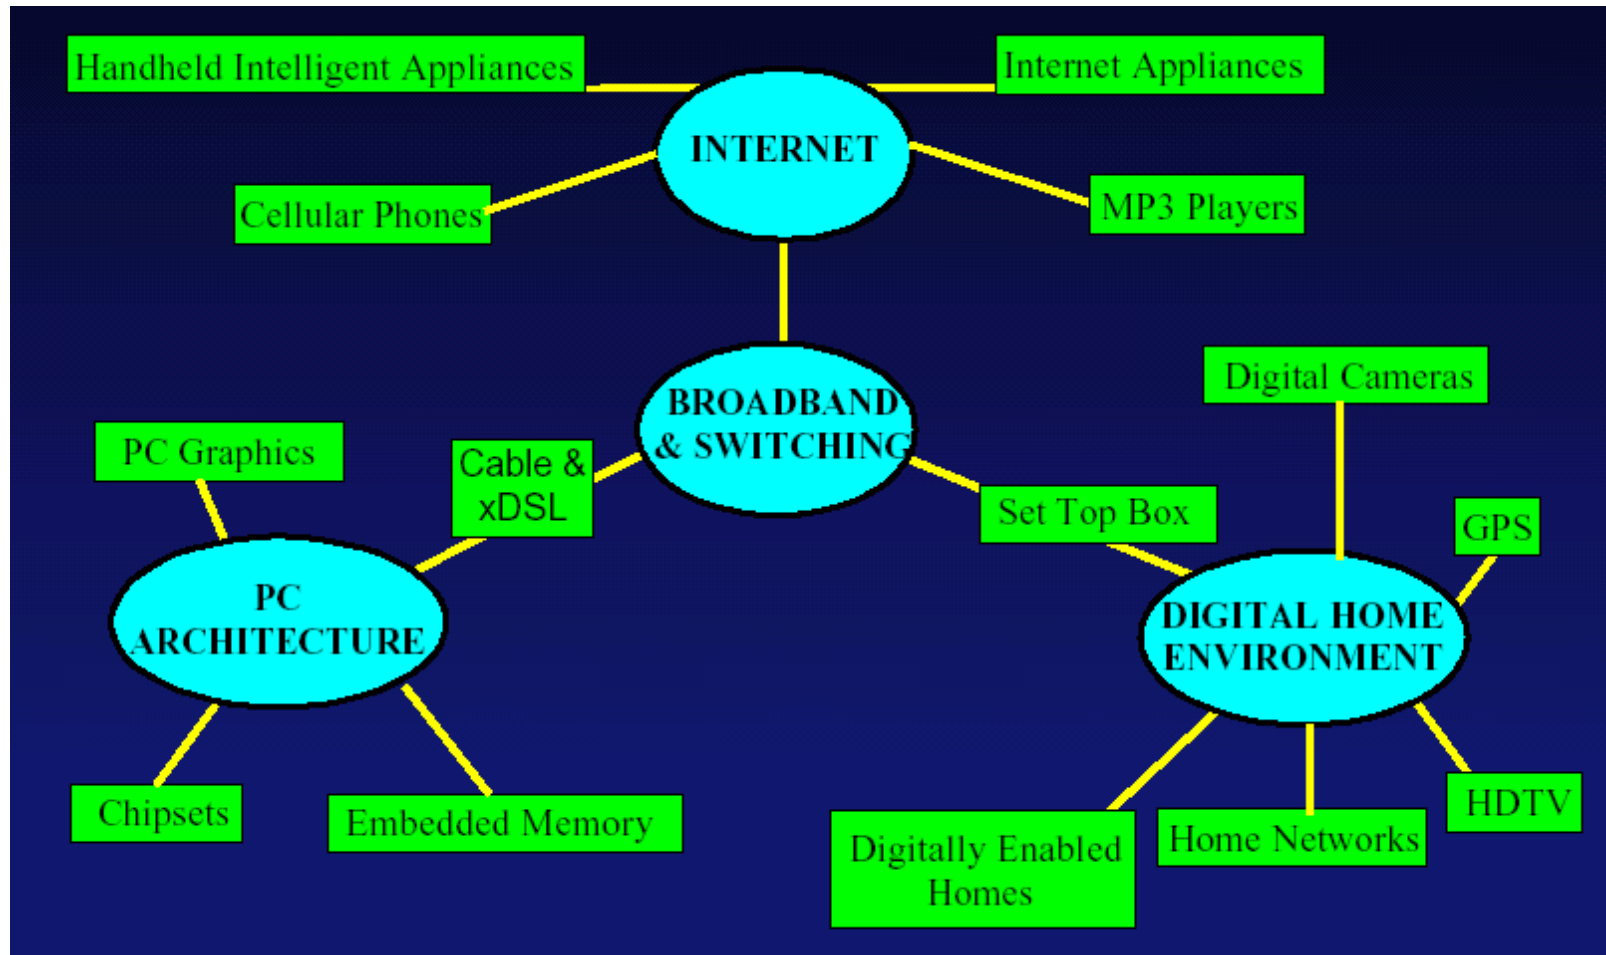 Handheld Intelligent Appliances
Internet Appliances
INTERNET
Cellular Phones
MP3 Players
BROADBAND
& SWITCHING
Digital Cameras
PC Graphics
Cable &
xDSL
Set Top Box
GPS
PC
ARCHITECTURE
DIGITAL HOME
ENVIRONMENT
Chipsets
Embedded Memory
Digitally Enabled
Homes
Home Networks
HDTV